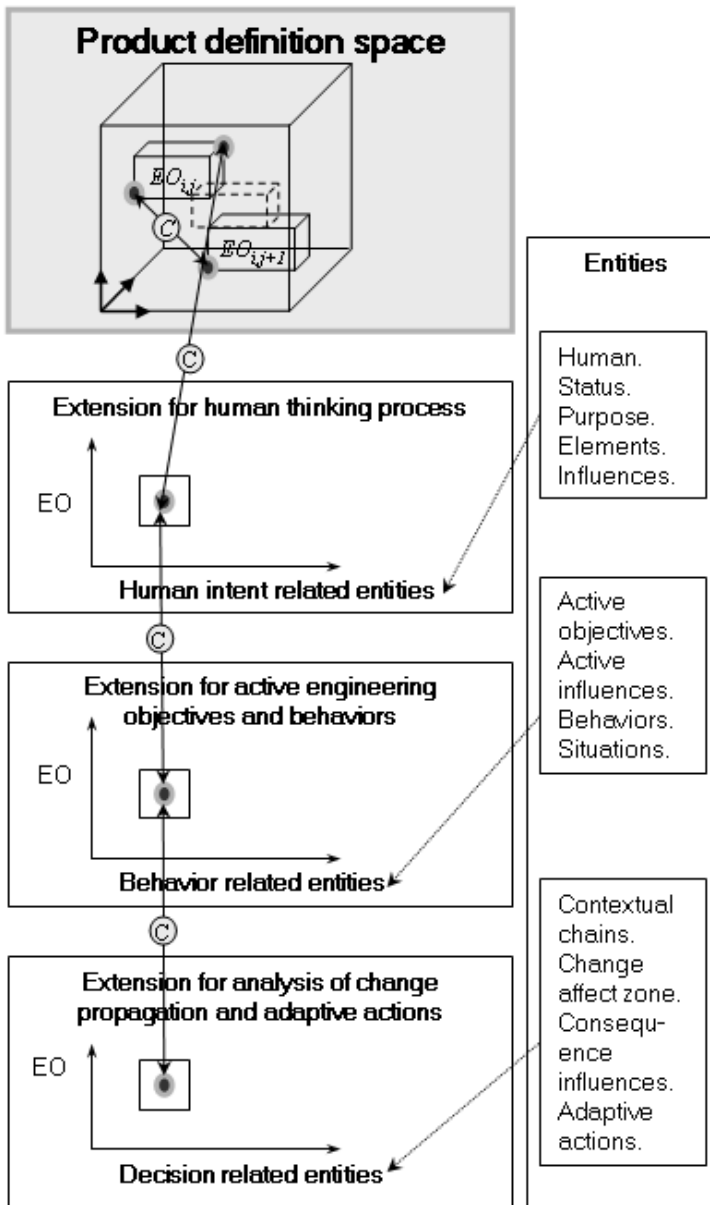 Product definition space
EO i,j
C
EO i,j+1
C
Extension for human thinking process
EO
Human intent related entities
C
Extension for active engineering
objectives and behaviors
EO
Behavior related entities
C
Extension for analysis of change
propagation and adaptive actions
EO
Decision related entities
Entities
Human.
Status.
Purpose.
Elements.
Influences.
Active
objectives.
Active
influences.
Behaviors.
Situations.
Contextual
chains.
Change
affect zone.
Consequ-
ence
influences.
Adaptive
actions.